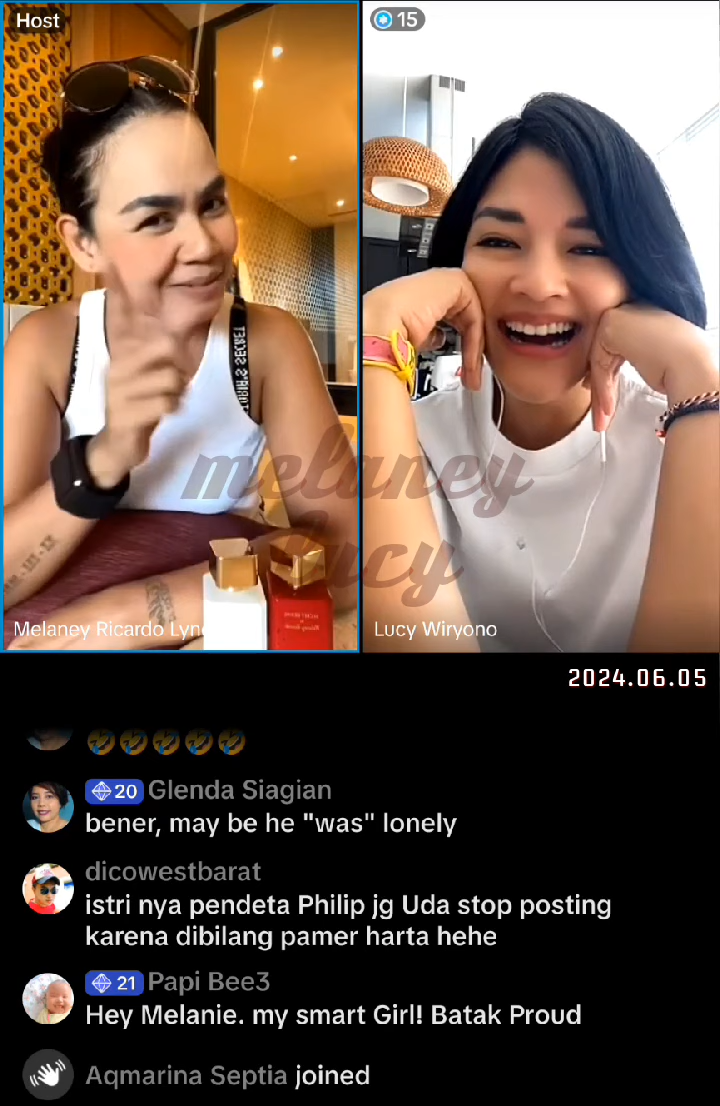 Host
15
Melaney Ricardo Lyn
Lucy Wiryono
melaney
lucy
2024.06.05
🤣🤣🤣🤣🤣
20 Glenda Siagian
bener, may be he "was" lonely
dicowestbarat
istri nya pendeta Philip jg Uda stop posting
karena dibilang pamer harta hehe
21 Papi Bee3
Hey Melanie. my smart Girl! Batak Proud
Aqmarina Septia joined